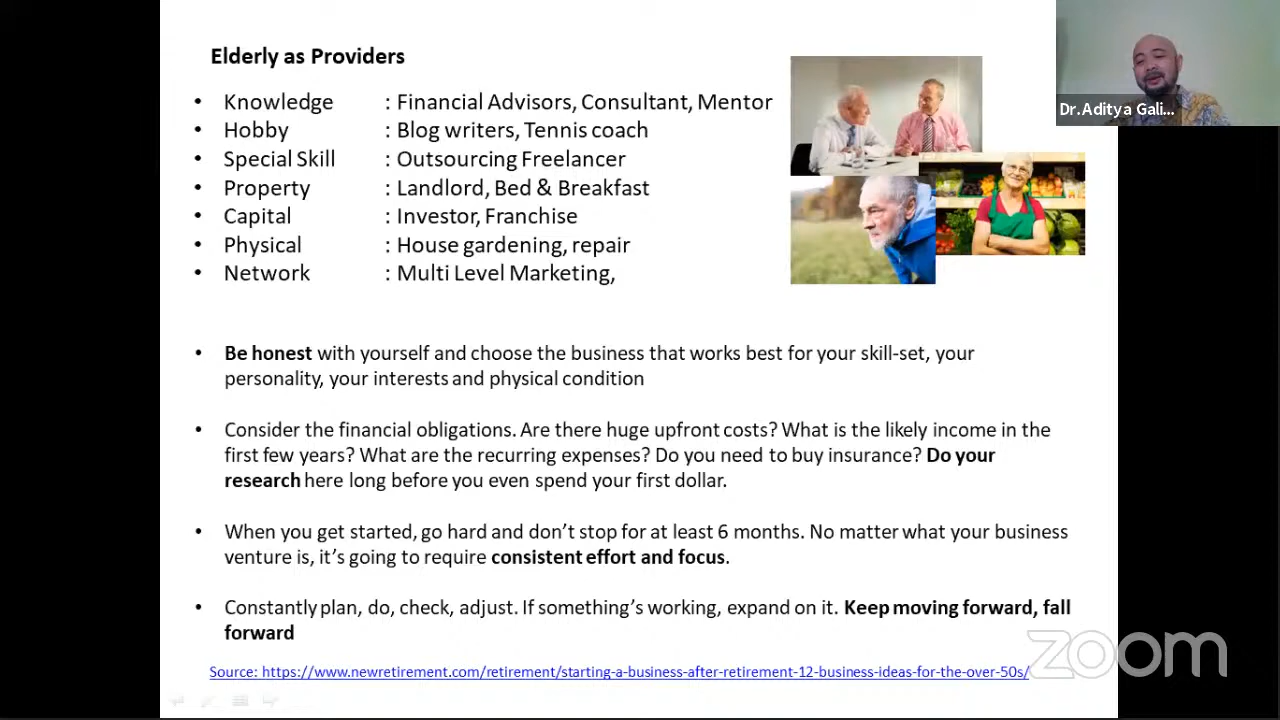 Elderly as Providers
• Knowledge : Financial Advisors, Consultant, Mentor
• Hobby : Blog writers, Tennis coach
• Special Skill : Outsourcing Freelancer
• Property : Landlord, Bed & Breakfast
• Capital : Investor, Franchise
• Physical : House gardening, repair
• Network : Multi Level Marketing,
Dr.Aditya Gali...
• Be honest with yourself and choose the business that works best for your skill-set, your
personality, your interests and physical condition
• Consider the financial obligations. Are there huge upfront costs? What is the likely income in the
first few years? What are the recurring expenses? Do you need to buy insurance? Do your
research here long before you even spend your first dollar.
• When you get started, go hard and don't stop for at least 6 months. No matter what your business
venture is, it's going to require consistent effort and focus.
• Constantly plan, do, check, adjust. If something's working, expand on it. Keep moving forward, fall
forward
Source: https://www.newretirement.com/retirement/starting-a-business-after-retirement-12-business-ideas-for-the-over-50s/
zoom